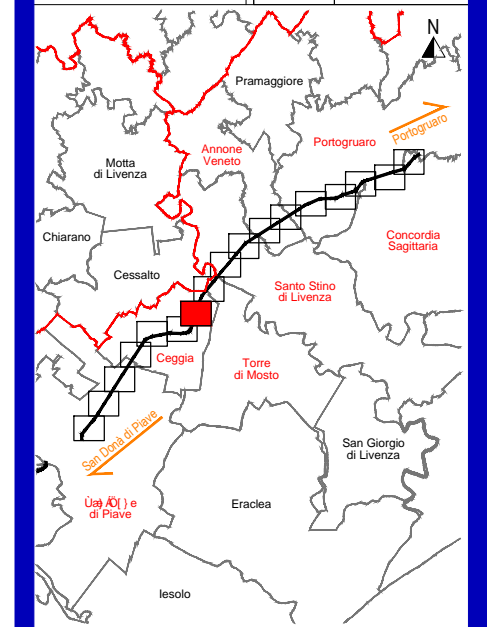 N
Pramaggiore
Portogruaro
Portogruaro
Annone
Veneto
Motta
di Livenza
Chiarano
Concordia
Sagittaria
Cessalto
Santo Stino
di Livenza
Ceggia
Torre
di Mosto
San Donà di Piave
San Giorgio
di Livenza
di Piave
Eraclea
Iesolo